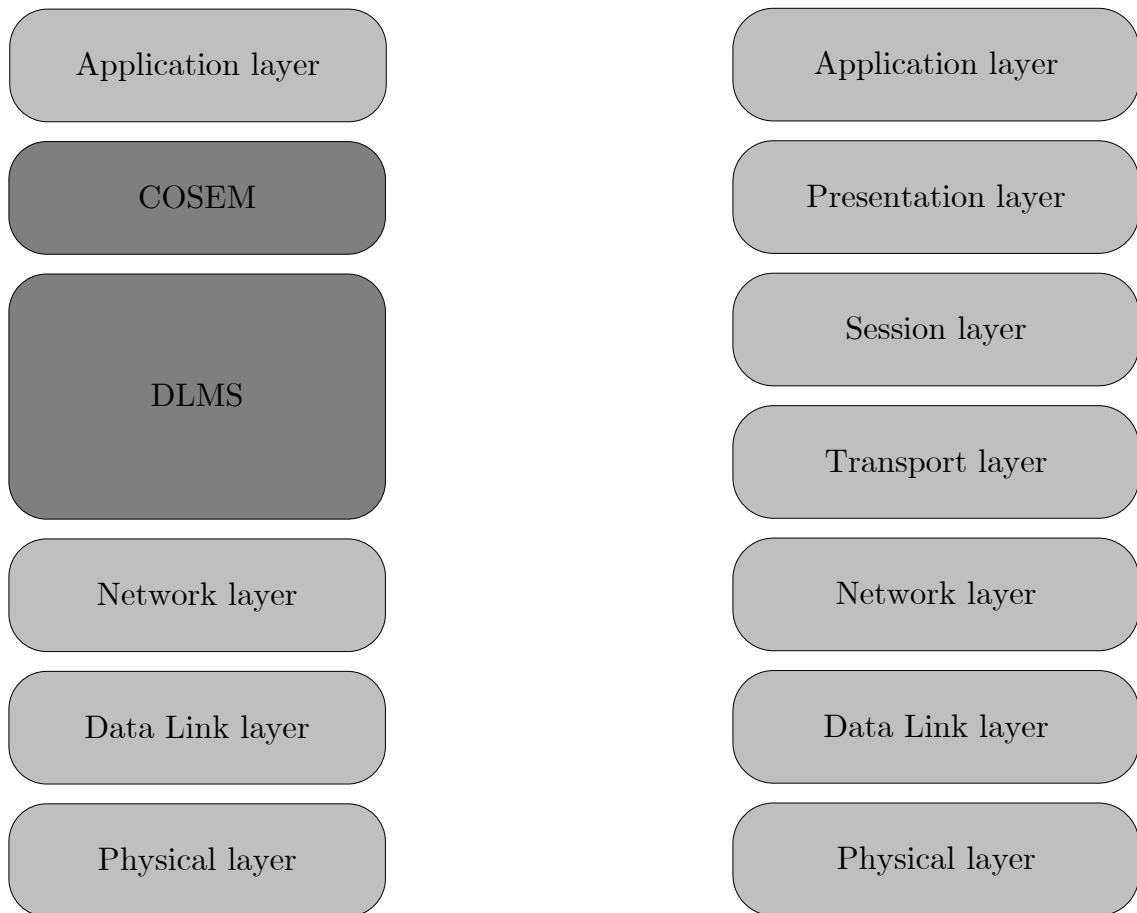 Application layer
COSEM
DLMS
Network layer
Data Link layer
Physical layer
Application layer
Presentation layer
Session layer
Transport layer
Network layer
Data Link layer
Physical layer